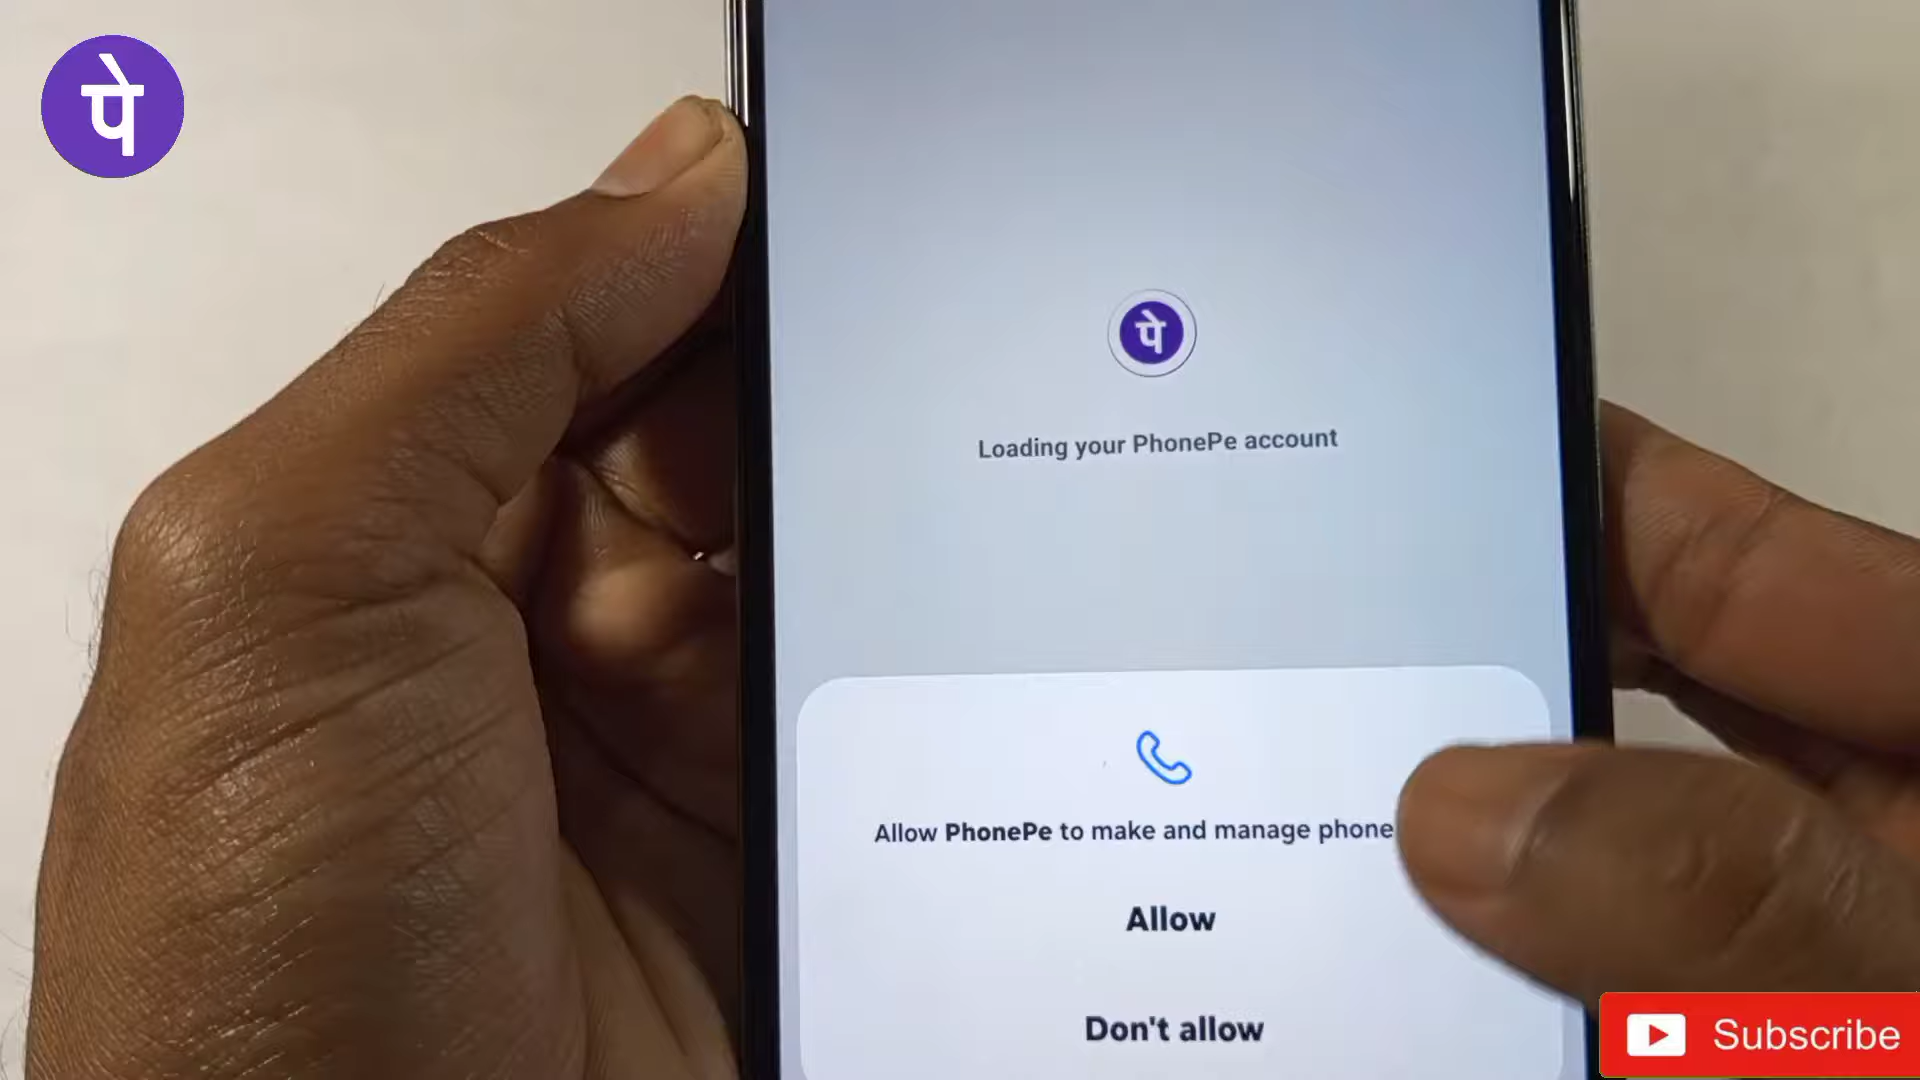 पे
पे
Loading your PhonePe account
Allow PhonePe to make and manage phone
Allow
Don't allow
Subscribe